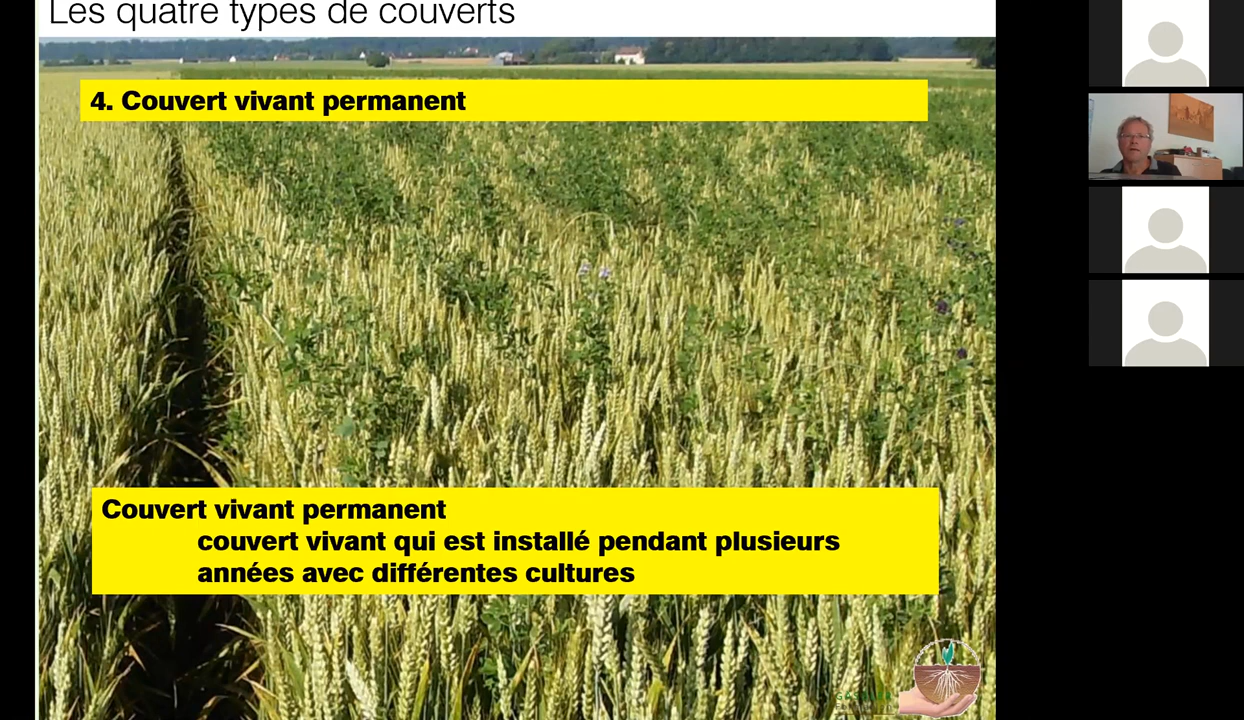 Les quatre types de couverts
4. Couvert vivant permanent
Couvert vivant permanent
couvert vivant qui est installé pendant plusieurs
années avec différentes cultures